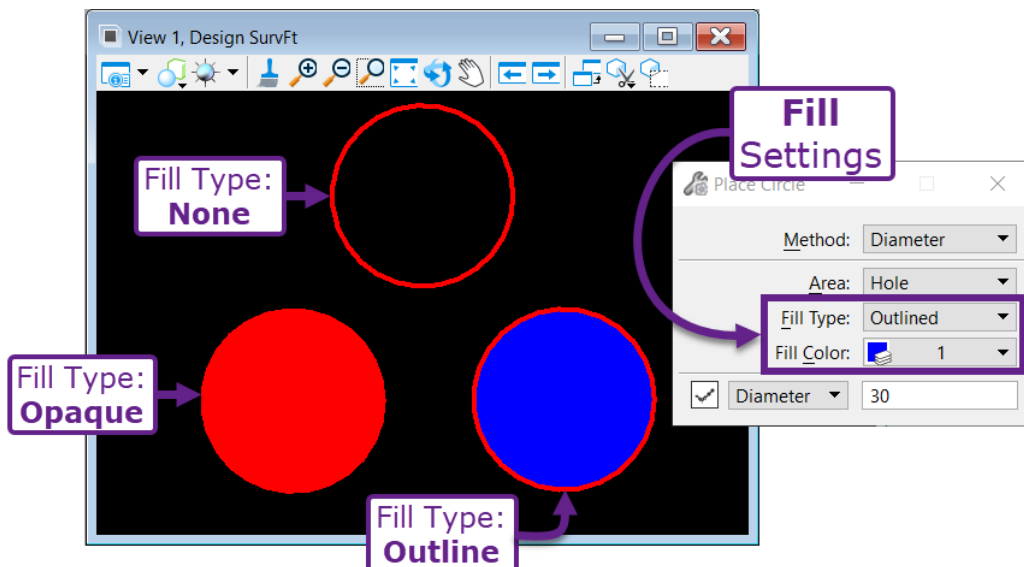 View 1, Design SurvFt
Fill
Settings
Fill Type:
None
Place Circle
Method: Diameter
Area: Hole
Fill Type: Outlined
Fill Color: 1
Diameter 30
Fill Type:
Opaque
Fill Type:
Outline